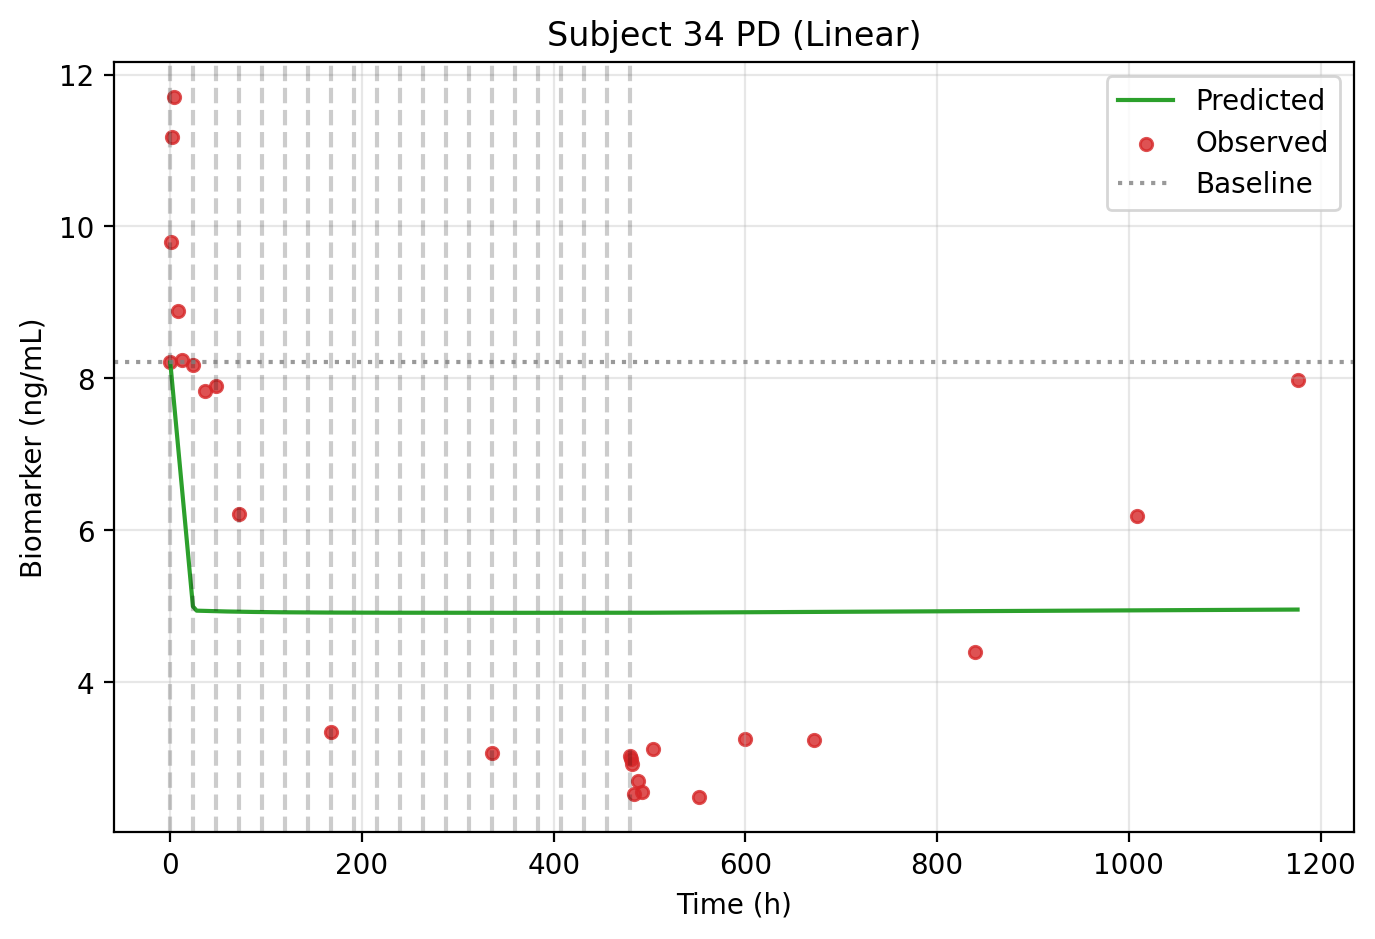 Subject 34 PD (Linear)
12
10
8
6
4
Biomarker (ng/mL)
Predicted
Observed
Baseline
0
200
400
600
800
1000
1200
Time (h)